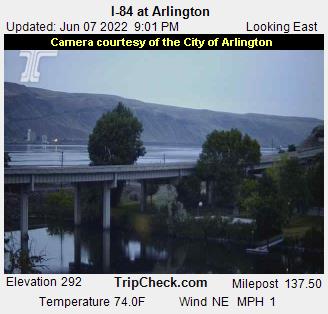 I-84 at Arlington
Updated: Jun 07 2022 9:01 PM Looking East
Camera courtesy of the City of Arlington
Elevation 292 TripCheck.com Milepost 137.50
Temperature 74.0F Wind NE MPH 1